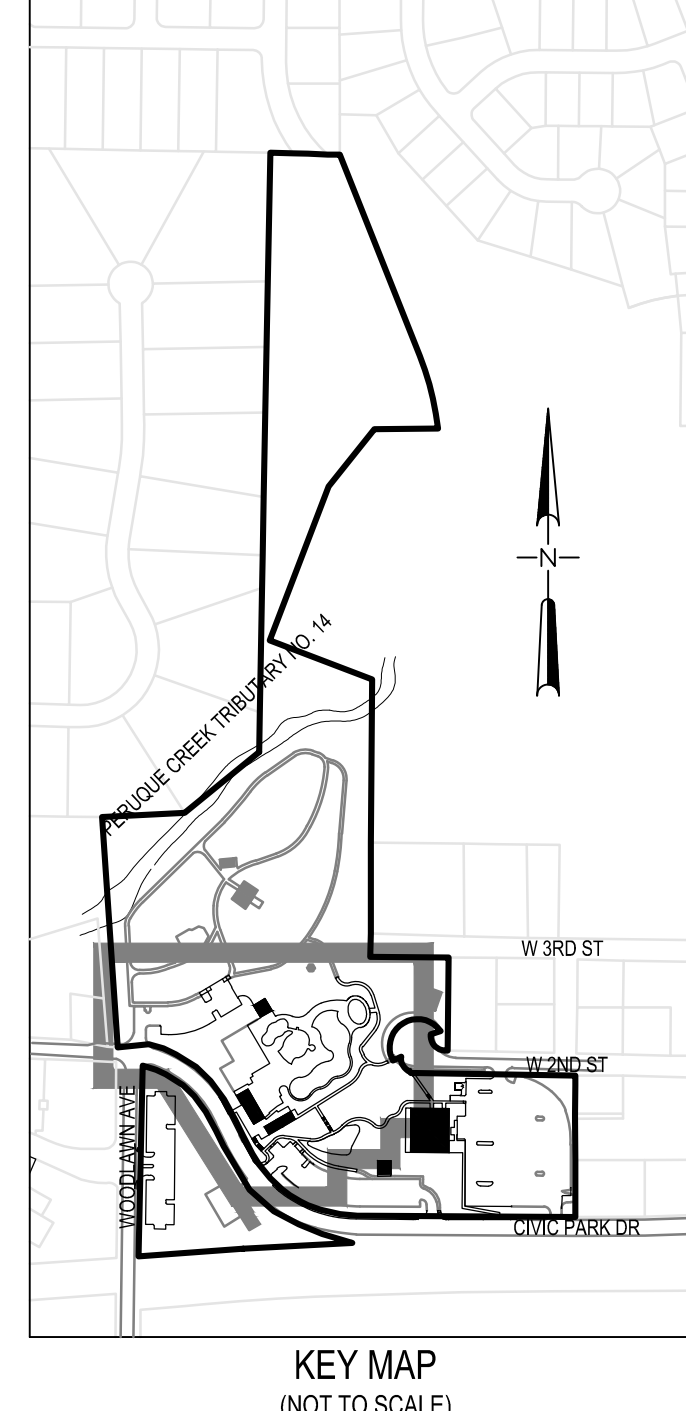 N
PERUQUE CREEK TRIBUTARY NO. 14
W 3RD ST
W 2ND ST
WOODLAWN AVE
CIVIC PARK DR
KEY MAP
(NOT TO SCALE)